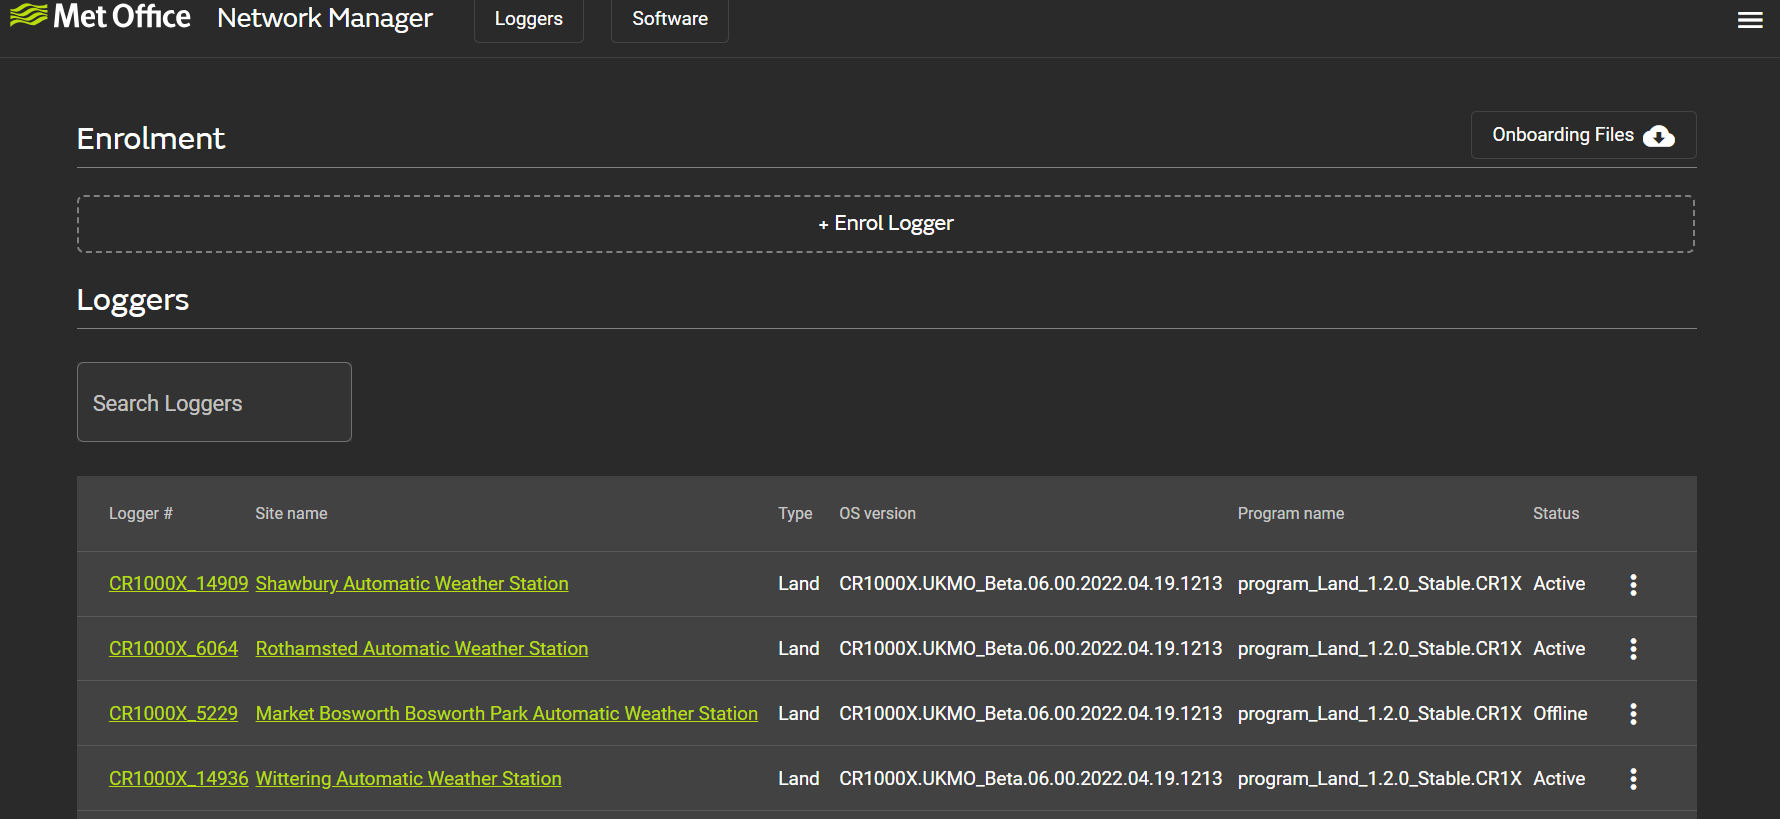 Met Office Network Manager Loggers Software
Enrolment
Onboarding Files
+ Enrol Logger
Loggers
Search Loggers
Logger # Site name Type OS version Program name Status
CR1000X_14909 Shawbury Automatic Weather Station Land CR1000X.UKMO_Beta.06.00.2022.04.19.1213 program_Land_1.2.0_Stable.CR1X Active
CR1000X_6064 Rothamsted Automatic Weather Station Land CR1000X.UKMO_Beta.06.00.2022.04.19.1213 program_Land_1.2.0_Stable.CR1X Active
CR1000X_5229 Market Bosworth Bosworth Park Automatic Weather Station Land CR1000X.UKMO_Beta.06.00.2022.04.19.1213 program_Land_1.2.0_Stable.CR1X Offline
CR1000X_14936 Wittering Automatic Weather Station Land CR1000X.UKMO_Beta.06.00.2022.04.19.1213 program_Land_1.2.0_Stable.CR1X Active